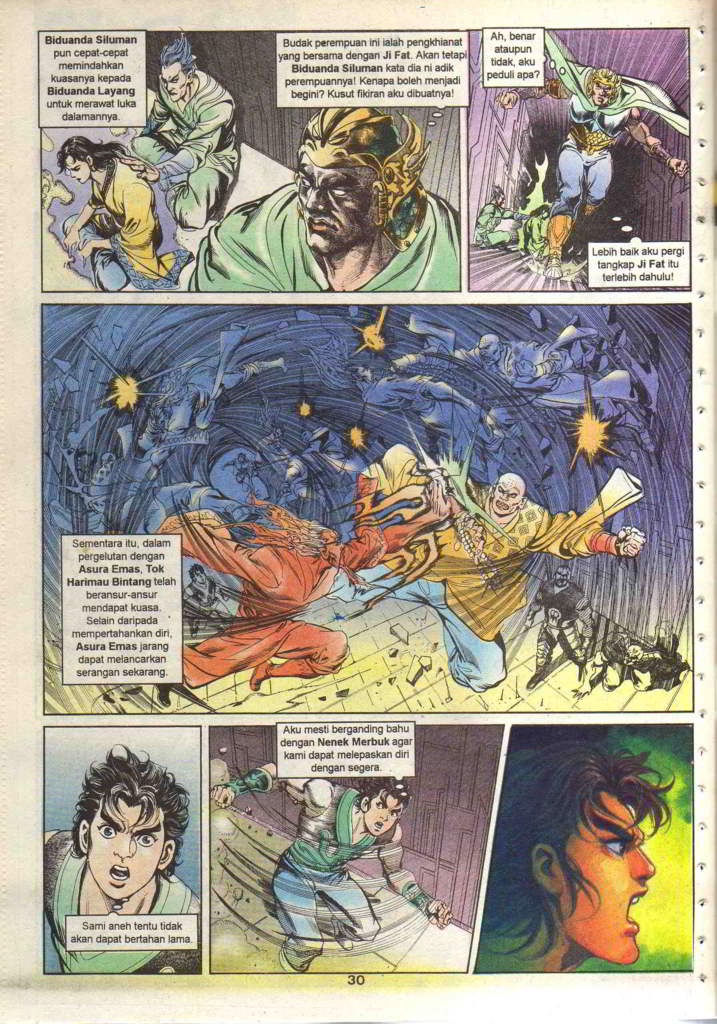 Biduanda Siluman
pun cepat-cepat
memindahkan
kuasanya kepada
Biduanda Layang
untuk merawat luka
dalamannya.
Budak perempuan ini ialah pengkhianat
yang bersama dengan Ji Fat. Akan tetapi
Biduanda Siluman kata dia ni adik
perempuannya! Kenapa boleh menjadi
begini? Kusut fikiran aku dibuatnya!
Ah, benar
ataupun
tidak, aku
peduli apa?
Lebih baik aku pergi
tangkap Ji Fat itu
terlebih dahulu!
Sementara itu, dalam
pergelutan dengan
Asura Emas, Tok
Harimau Bintang telah
beransur-ansur
mendapat kuasa.
Selain daripada
mempertahankan diri,
Asura Emas jarang
dapat melancarkan
serangan sekarang.
Sami aneh tentu tidak
akan dapat bertahan lama.
Aku mesti berganding bahu
dengan Nenek Merbuk agar
kami dapat melepaskan diri
dengan segera.
30